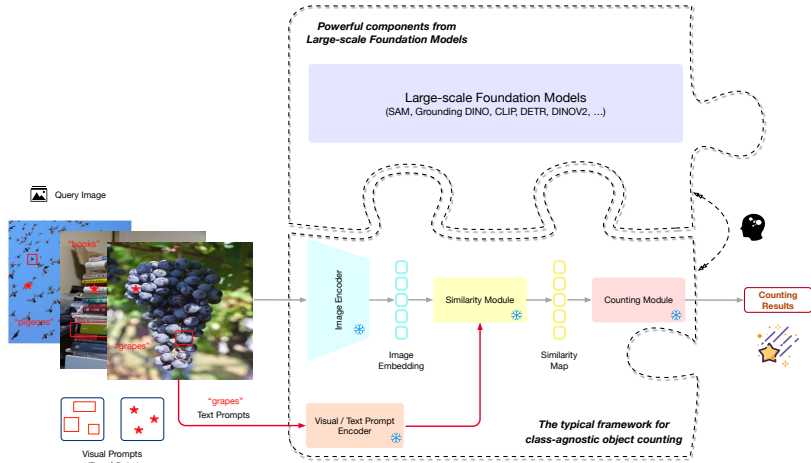 Powerful components from
Large-scale Foundation Models
Large-scale Foundation Models
(SAM, Grounding DINO, CLIP, DETR, DINOV2, ...)
Query Image
"books"
"pigeons"
"grapes"
Image Encoder
Image
Embedding
Similarity Module
Similarity
Map
Counting Module
Counting
Results
"grapes"
Text Prompts
Visual / Text Prompt
Encoder
The typical framework for
class-agnostic object counting
Visual Prompts